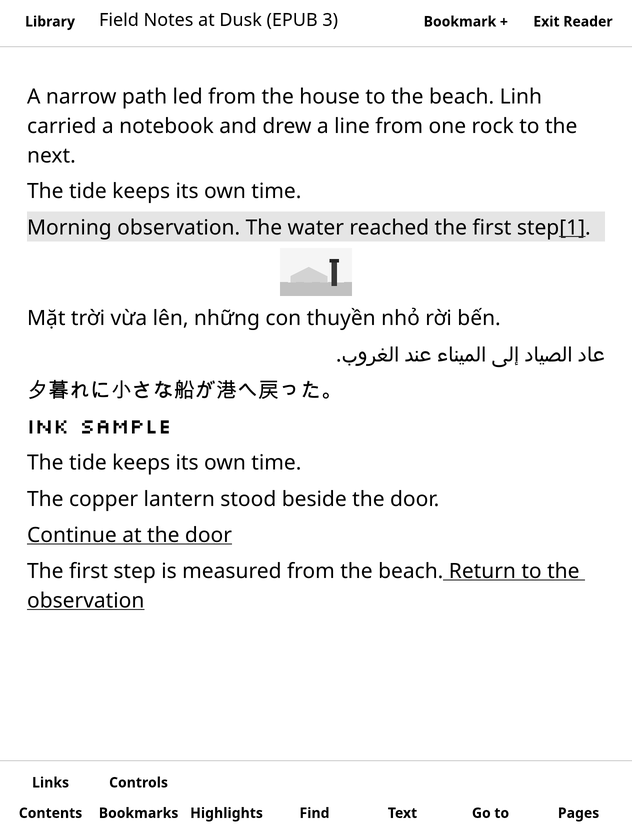 Library Field Notes at Dusk (EPUB 3) Bookmark + Exit Reader
A narrow path led from the house to the beach. Linh
carried a notebook and drew a line from one rock to the
next.
The tide keeps its own time.
Morning observation. The water reached the first step[1].
Mặt trời vừa lên, những con thuyền nhỏ rời bến.
عاد الصياد إلى الميناء عند الغروب.
夕暮れに小さな船が港へ戻った。
INK SAMPLE
The tide keeps its own time.
The copper lantern stood beside the door.
Continue at the door
The first step is measured from the beach. Return to the
observation
Links Controls
Contents Bookmarks Highlights Find Text Go to Pages